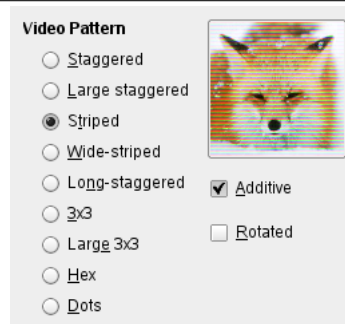 Video Pattern
Staggered
Large staggered
Striped
Wide-striped
Long-staggered
3x3
Large 3x3
Hex
Dots
Additive
Rotated